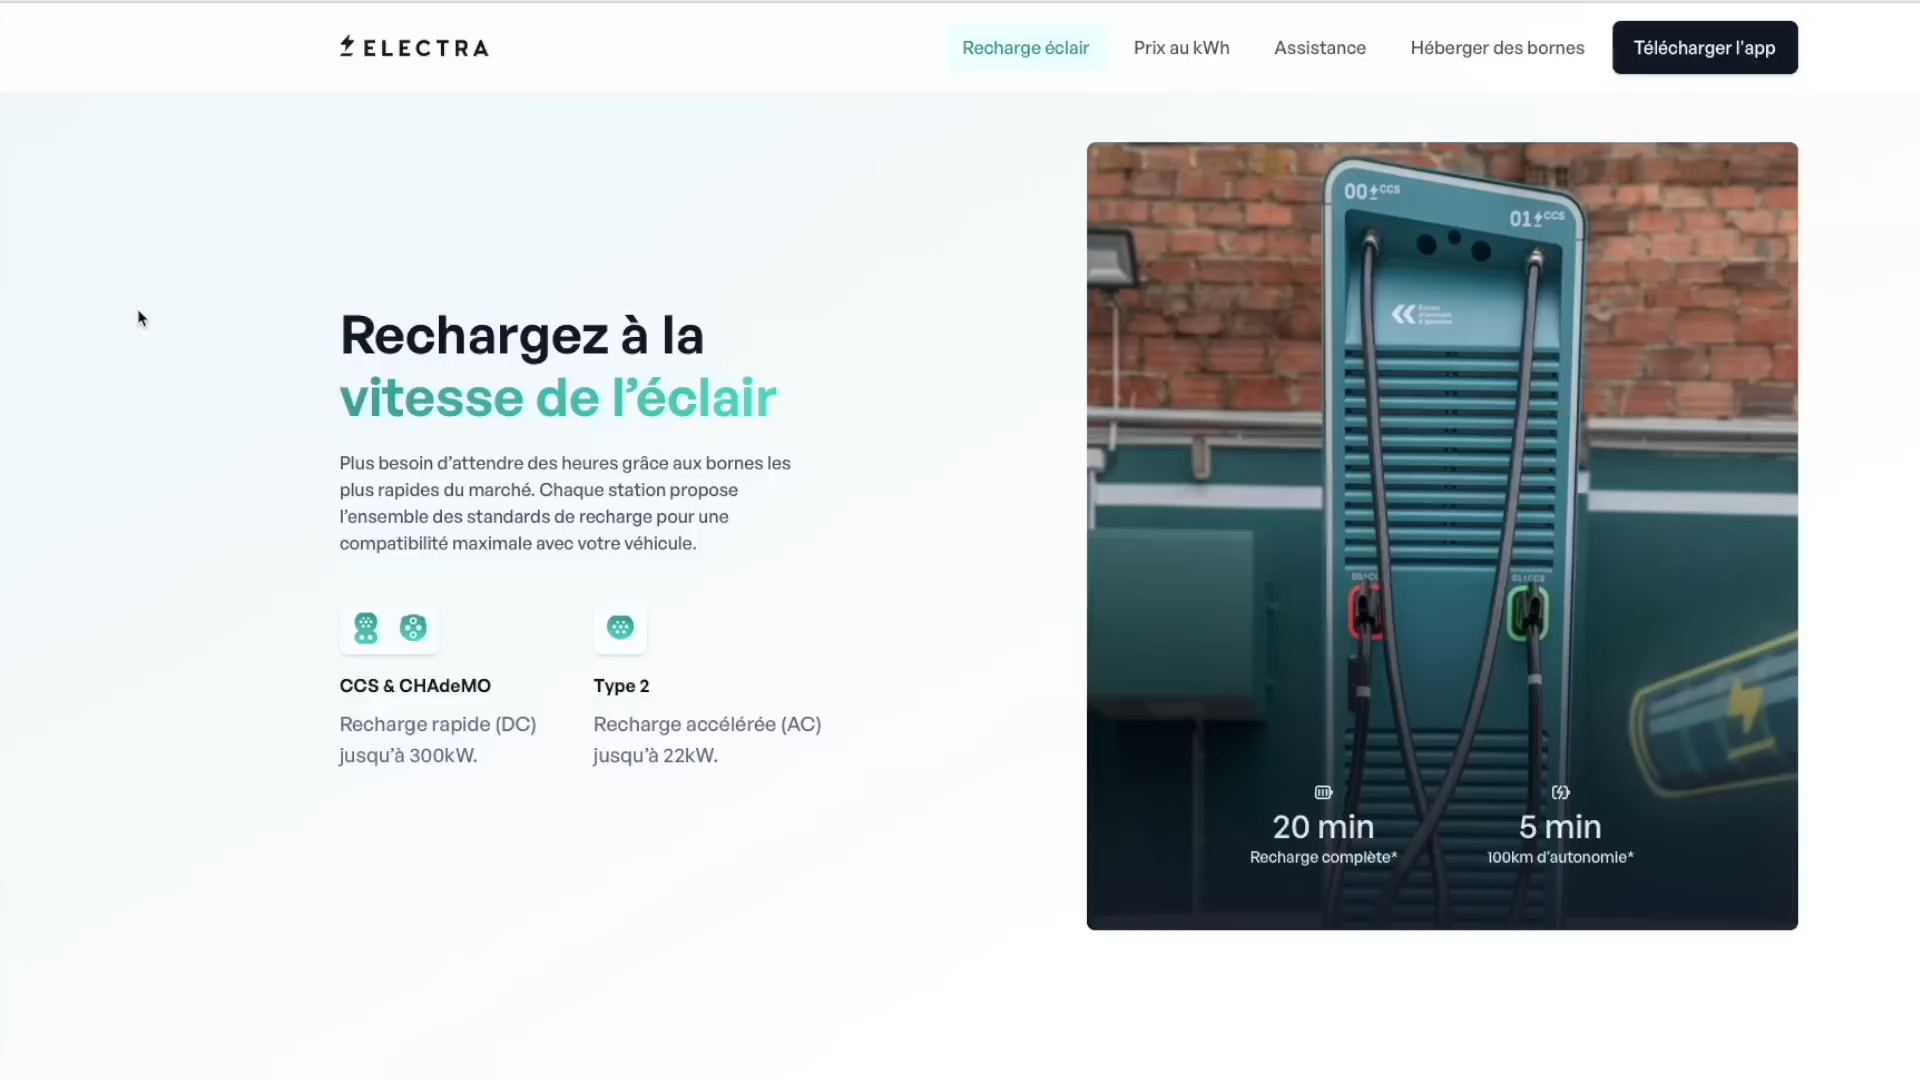 ELECTRA
Recharge éclair
Prix au kWh
Assistance
Héberger des bornes
Télécharger l'app
Rechargez à la
vitesse de l’éclair
Plus besoin d’attendre des heures grâce aux bornes les
plus rapides du marché. Chaque station propose
l’ensemble des standards de recharge pour une
compatibilité maximale avec votre véhicule.
CCS & CHAdeMO
Recharge rapide (DC)
jusqu’à 300kW.
Type 2
Recharge accélérée (AC)
jusqu’à 22kW.
00 CCS
01 CCS
01 CCS
20 min
Recharge complète*
5 min
100km d’autonomie*